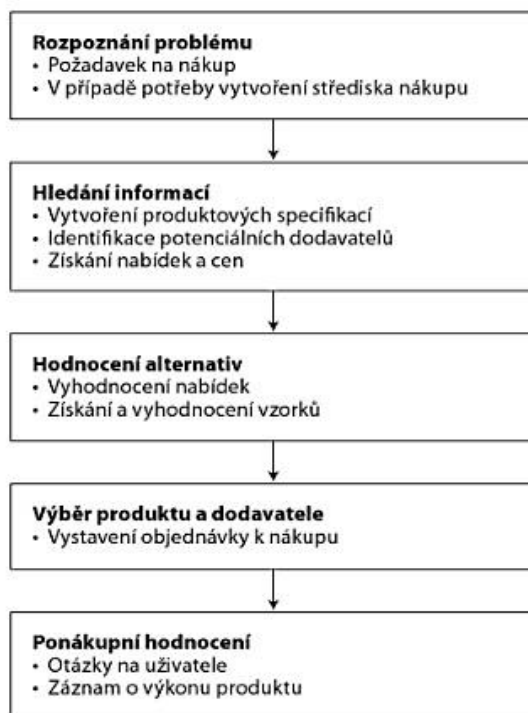 Rozpoznání problému
• Požadavek na nákup
• V případě potřeby vytvoření střediska nákupu
Hledání informací
• Vytvoření produktových specifikací
• Identifikace potenciálních dodavatelů
• Získání nabídek a cen
Hodnocení alternativ
• Vyhodnocení nabídek
• Získání a vyhodnocení vzorků
Výběr produktu a dodavatele
• Vystavení objednávky k nákupu
Ponákupní hodnocení
• Otázky na uživatele
• Záznam o výkonu produktu